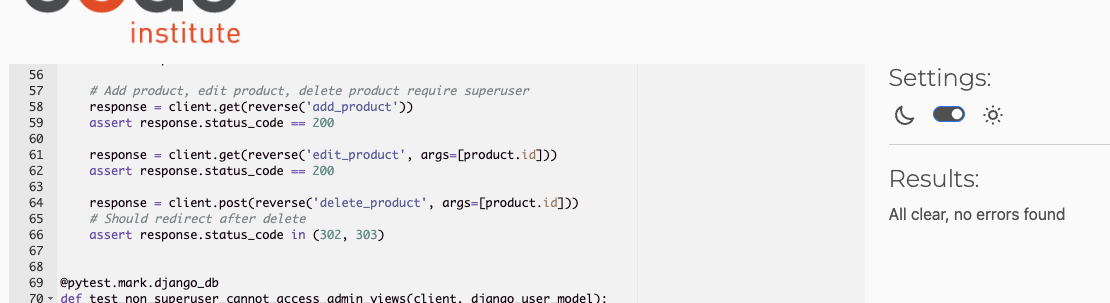 institute
56
57 # Add product, edit product, delete product require superuser
58 response = client.get(reverse('add_product'))
59 assert response.status_code == 200
60
61 response = client.get(reverse('edit_product', args=[product.id]))
62 assert response.status_code == 200
63
64 response = client.post(reverse('delete_product', args=[product.id]))
65 # Should redirect after delete
66 assert response.status_code in (302, 303)
67
68
69 @pytest.mark.django_db
70 def test_non_superuser_cannot_access_admin_views(client, django_user_model):
Settings:
Results:
All clear, no errors found